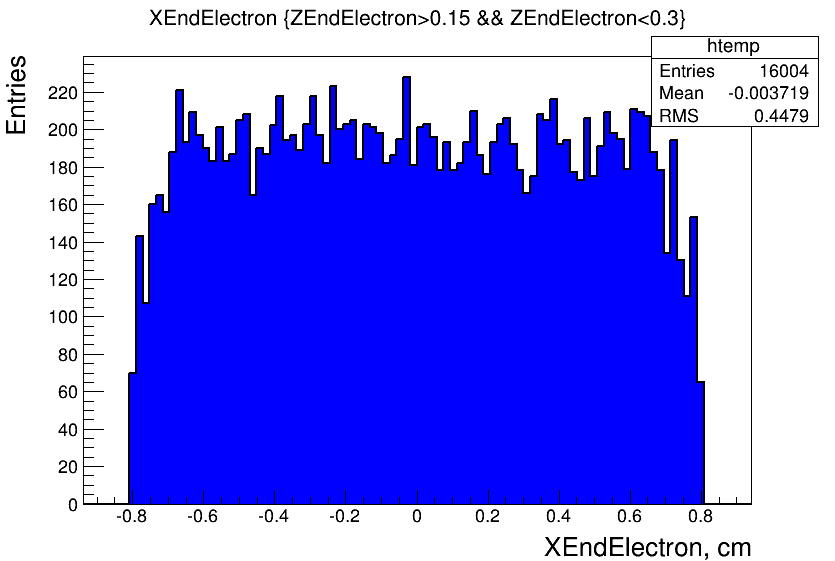 XEndElectron {ZEndElectron>0.15 && ZEndElectron<0.3}
htemp
Entries 16004
Mean -0.003719
RMS 0.4479
Entries
220
200
180
160
140
120
100
80
60
40
20
0
-0.8 -0.6 -0.4 -0.2 0 0.2 0.4 0.6 0.8
XEndElectron, cm